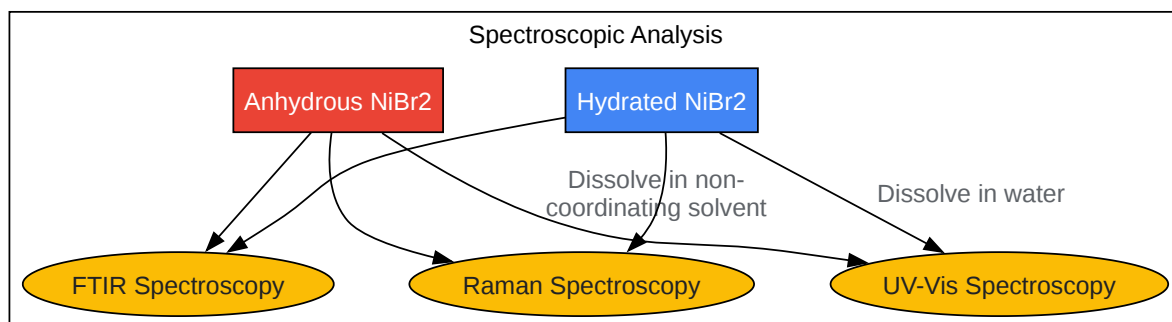 Spectroscopic Analysis
Anhydrous NiBr2
Hydrated NiBr2
Dissolve in non-
coordinating solvent
Dissolve in water
FTIR Spectroscopy
Raman Spectroscopy
UV-Vis Spectroscopy